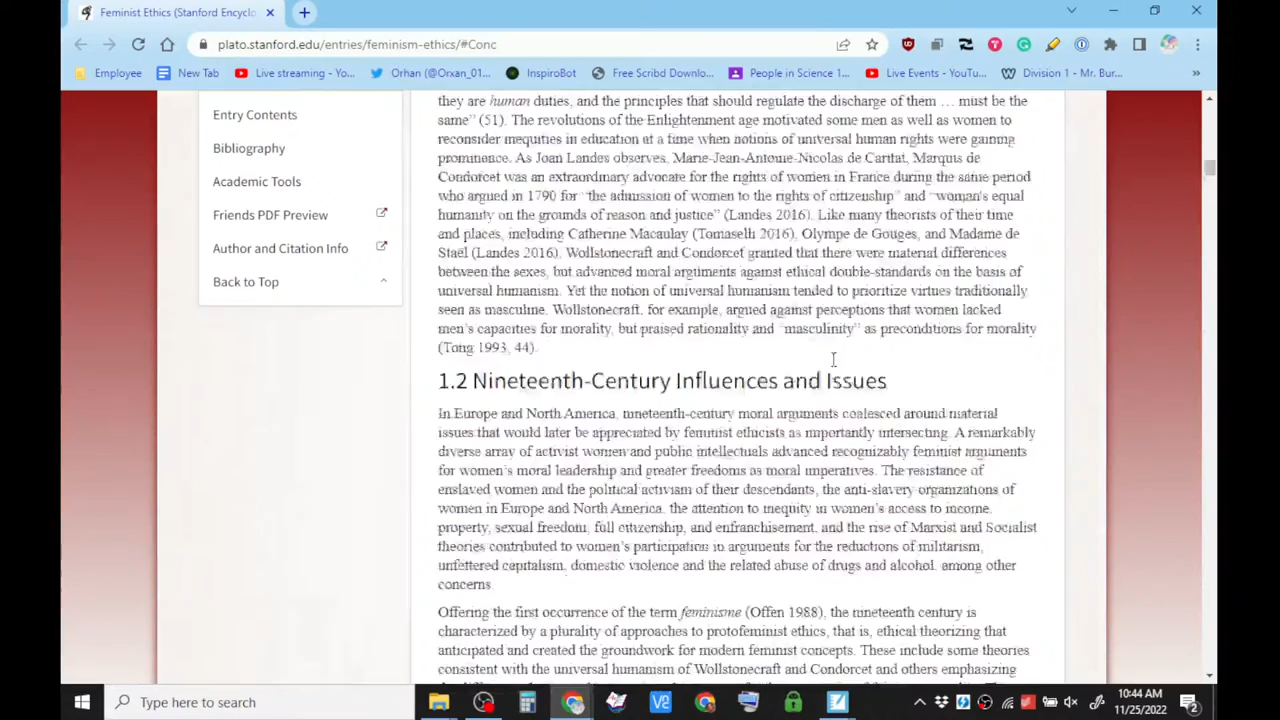 Feminist Ethics (Stanford Encyclo
plato.stanford.edu/entries/feminism-ethics/#Conc
Employee
New Tab
Live streaming - Yo...
Orhan (@Orxan_01...
InspiroBot
Free Scribd Downlo...
People in Science 1...
Live Events - YouTu...
Division 1 - Mr. Bur...
»
Entry Contents
Bibliography
Academic Tools
Friends PDF Preview
Author and Citation Info
Back to Top
they are human duties, and the principles that should regulate the discharge of them … must be the
same” (51). The revolutions of the Enlightenment age motivated some men as well as women to
reconsider inequities in education at a time when notions of universal human rights were gaining
prominence. As Joan Landes observes, Marie-Jean-Antoine-Nicolas de Caritat, Marquis de
Condorcet was an extraordinary advocate for the rights of women in France during the same period
who argued in 1790 for “the admission of women to the rights of citizenship” and “woman's equal
humanity on the grounds of reason and justice” (Landes 2016). Like many theorists of their time
and places, including Catherine Macaulay (Tomaselli 2016), Olympe de Gouges, and Madame de
Staël (Landes 2016), Wollstonecraft and Condorcet granted that there were material differences
between the sexes, but advanced moral arguments against ethical double-standards on the basis of
universal humanism. Yet the notion of universal humanism tended to prioritize virtues traditionally
seen as masculine. Wollstonecraft, for example, argued against perceptions that women lacked
men’s capacities for morality, but praised rationality and “masculinity” as preconditions for morality
(Tong 1993, 44).
1.2 Nineteenth-Century Influences and Issues
In Europe and North America, nineteenth-century moral arguments coalesced around material
issues that would later be appreciated by feminist ethicists as importantly intersecting. A remarkably
diverse array of activist women and public intellectuals advanced recognizably feminist arguments
for women’s moral leadership and greater freedoms as moral imperatives. The resistance of
enslaved women and the political activism of their descendants, the anti-slavery organizations of
women in Europe and North America, the attention to inequity in women’s access to income,
property, sexual freedom, full citizenship, and enfranchisement, and the rise of Marxist and Socialist
theories contributed to women’s participation in arguments for the reductions of militarism,
unfettered capitalism, domestic violence and the related abuse of drugs and alcohol, among other
concerns.
Offering the first occurrence of the term feminisme (Offen 1988), the nineteenth century is
characterized by a plurality of approaches to protofeminist ethics, that is, ethical theorizing that
anticipated and created the groundwork for modern feminist concepts. These include some theories
consistent with the universal humanism of Wollstonecraft and Condorcet and others emphasizing
Type here to search
10:44 AM
11/25/2022
2